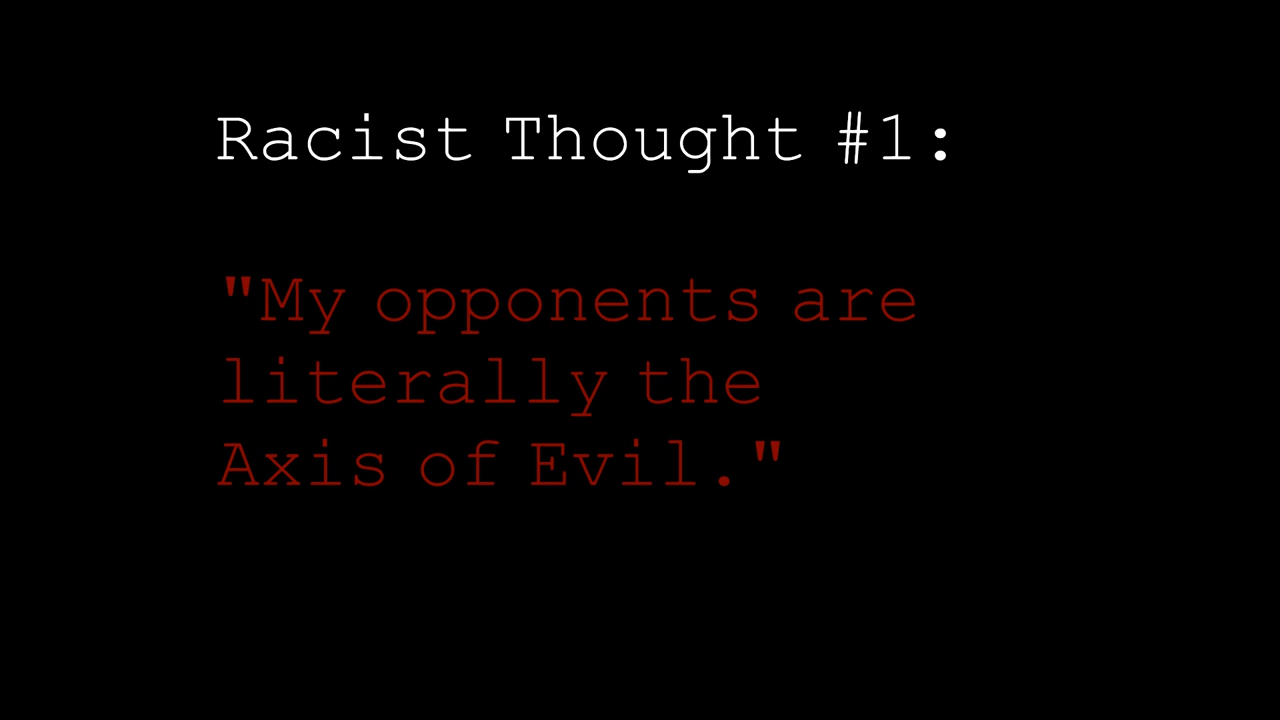 Racist Thought #1:
"My opponents are
literally the
Axis of Evil."